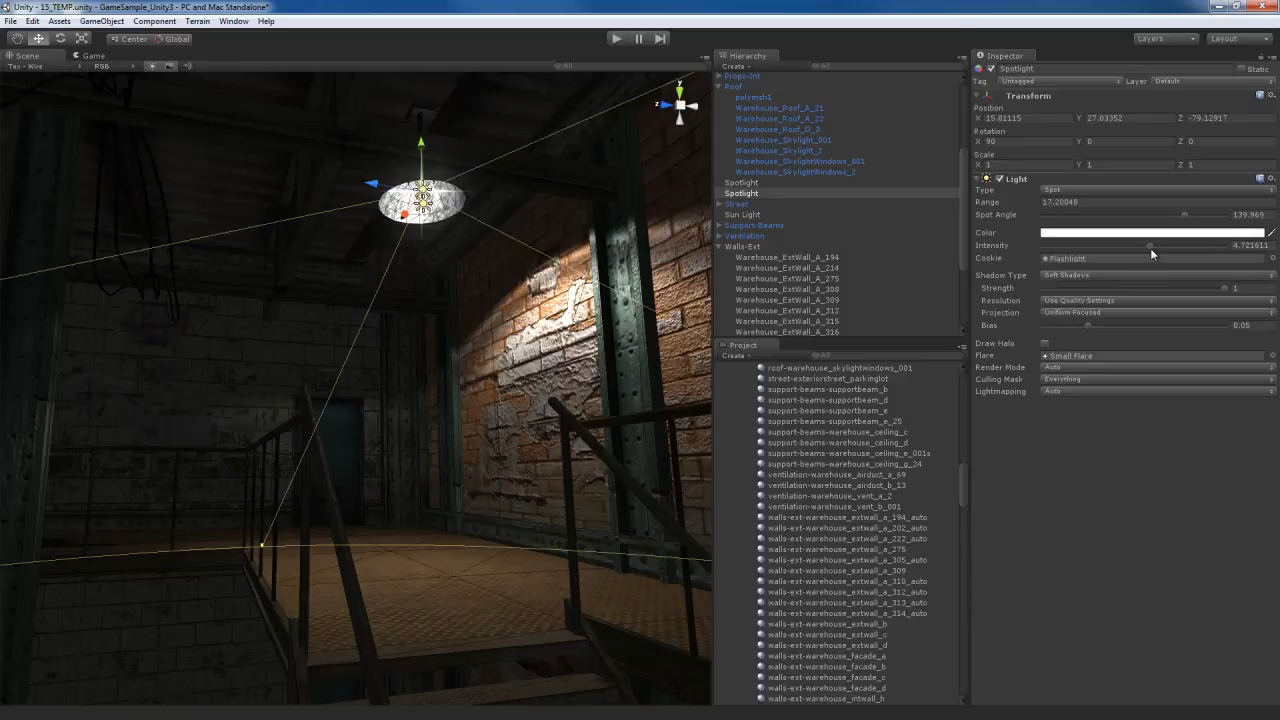 Unity - 15_TEMP.unity - GameSample_Unity3 - PC and Mac Standalone*
File Edit Assets GameObject Component Terrain Window Help
Center Global Layers Layout
Scene Game
Tex - Wire RGB All
y
z
Hierarchy
Create All
Props-Int
Roof
polymsh1
Warehouse_Roof_A_21
Warehouse_Roof_A_22
Warehouse_Roof_D_3
Warehouse_Skylight_001
Warehouse_Skylight_2
Warehouse_SkylightWindows_001
Warehouse_SkylightWindows_2
Spotlight
Spotlight
Street
Sun Light
Support-Beams
Ventilation
Walls-Ext
Warehouse_ExtWall_A_194
Warehouse_ExtWall_A_214
Warehouse_ExtWall_A_275
Warehouse_ExtWall_A_308
Warehouse_ExtWall_A_309
Warehouse_ExtWall_A_312
Warehouse_ExtWall_A_315
Warehouse_ExtWall_A_316
Project
Create All
roof-warehouse_skylightwindows_001
street-exteriorstreet_parkinglot
support-beams-supportbeam_b
support-beams-supportbeam_d
support-beams-supportbeam_e
support-beams-supportbeam_e_25
support-beams-warehouse_ceiling_c
support-beams-warehouse_ceiling_d
support-beams-warehouse_ceiling_e_001s
support-beams-warehouse_ceiling_g_24
ventilation-warehouse_airduct_a_69
ventilation-warehouse_airduct_b_13
ventilation-warehouse_vent_a_2
ventilation-warehouse_vent_b_001
walls-ext-warehouse_extwall_a_194_auto
walls-ext-warehouse_extwall_a_202_auto
walls-ext-warehouse_extwall_a_222_auto
walls-ext-warehouse_extwall_a_275
walls-ext-warehouse_extwall_a_305_auto
walls-ext-warehouse_extwall_a_309
walls-ext-warehouse_extwall_a_310_auto
walls-ext-warehouse_extwall_a_312_auto
walls-ext-warehouse_extwall_a_313_auto
walls-ext-warehouse_extwall_a_314_auto
walls-ext-warehouse_extwall_b
walls-ext-warehouse_extwall_c
walls-ext-warehouse_extwall_d
walls-ext-warehouse_facade_a
walls-ext-warehouse_facade_b
walls-ext-warehouse_facade_c
walls-ext-warehouse_facade_d
walls-ext-warehouse_intwall_h
Inspector
Spotlight Static
Tag Untagged Layer Default
Transform
Position
X 15.81115 Y 27.03352 Z -79.12917
Rotation
X 90 Y 0 Z 0
Scale
X 1 Y 1 Z 1
Light
Type Spot
Range 17.20048
Spot Angle 139.969
Color
Intensity 4.721611
Cookie Flashlight
Shadow Type Soft Shadows
Strength 1
Resolution Use Quality Settings
Projection Uniform Focused
Bias 0.05
Draw Halo
Flare Small Flare
Render Mode Auto
Culling Mask Everything
Lightmapping Auto